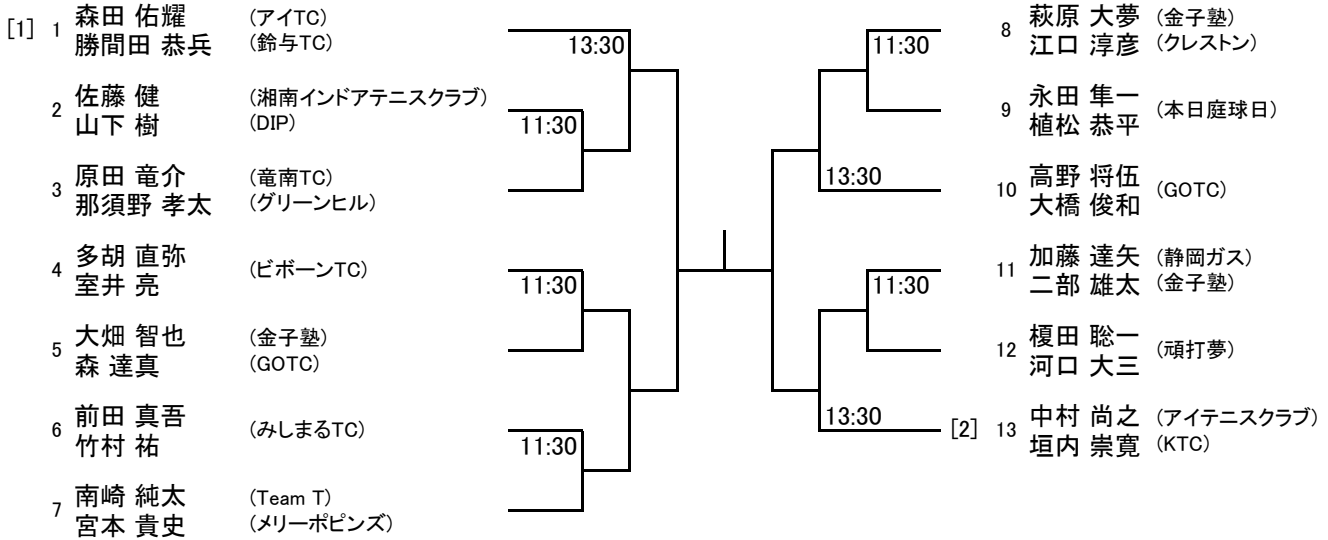 [1] 1 森田 佑耀 (アイTC)
勝間田 恭兵 (鈴与TC)
13:30
2 佐藤 健 (湘南インドアテニスクラブ)
山下 樹 (DIP)
11:30
3 原田 竜介 (竜南TC)
那須野 孝太 (グリーンヒル)
4 多胡 直弥 (ビボーンTC)
室井 亮
11:30
5 大畑 智也 (金子塾)
森 達真 (GOTC)
6 前田 真吾 (みしまるTC)
竹村 祐
11:30
7 南崎 純太 (Team T)
宮本 貴史 (メリーポピンズ)
8 萩原 大夢 (金子塾)
江口 淳彦 (クレストン)
11:30
9 永田 隼一 (本日庭球日)
植松 恭平
13:30
10 高野 将伍 (GOTC)
大橋 俊和
11 加藤 達矢 (静岡ガス)
二部 雄太 (金子塾)
11:30
12 榎田 聡一 (頑打夢)
河口 大三
13:30
[2] 13 中村 尚之 (アイテニスクラブ)
垣内 崇寛 (KTC)